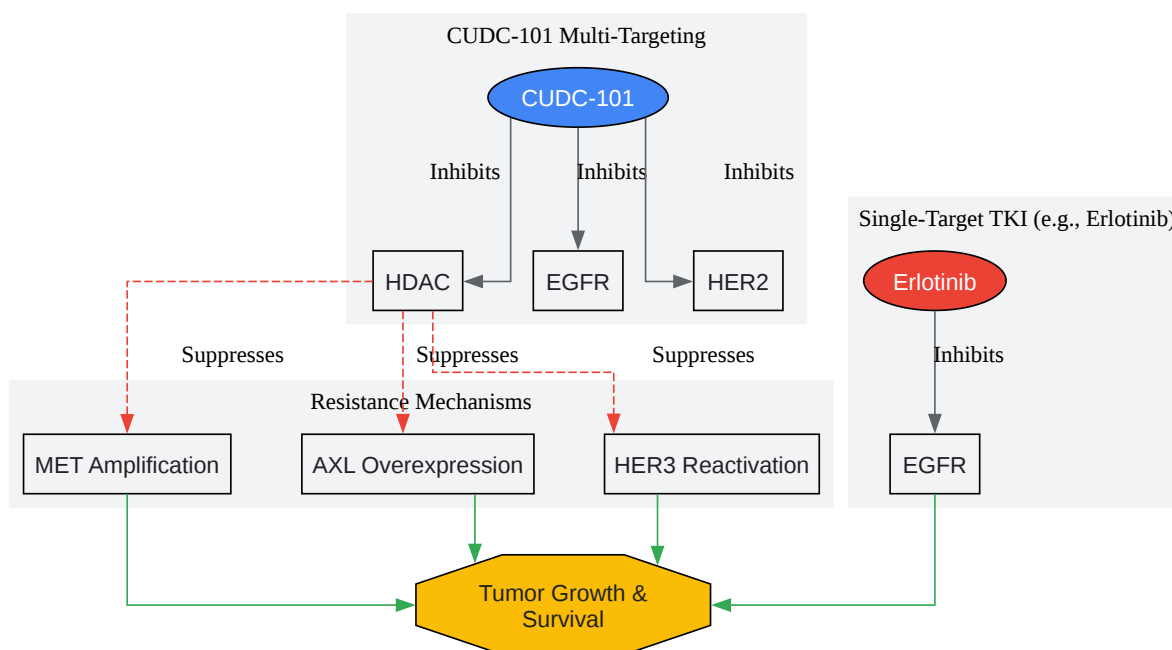 CUDC-101 Multi-Targeting
CUDC-101
Inhibits
Inhibits
Inhibits
Single-Target TKI (e.g., Erlotinib)
HDAC
EGFR
HER2
Erlotinib
Suppresses
Suppresses
Suppresses
Inhibits
Resistance Mechanisms
MET Amplification
AXL Overexpression
HER3 Reactivation
EGFR
Tumor Growth &
Survival